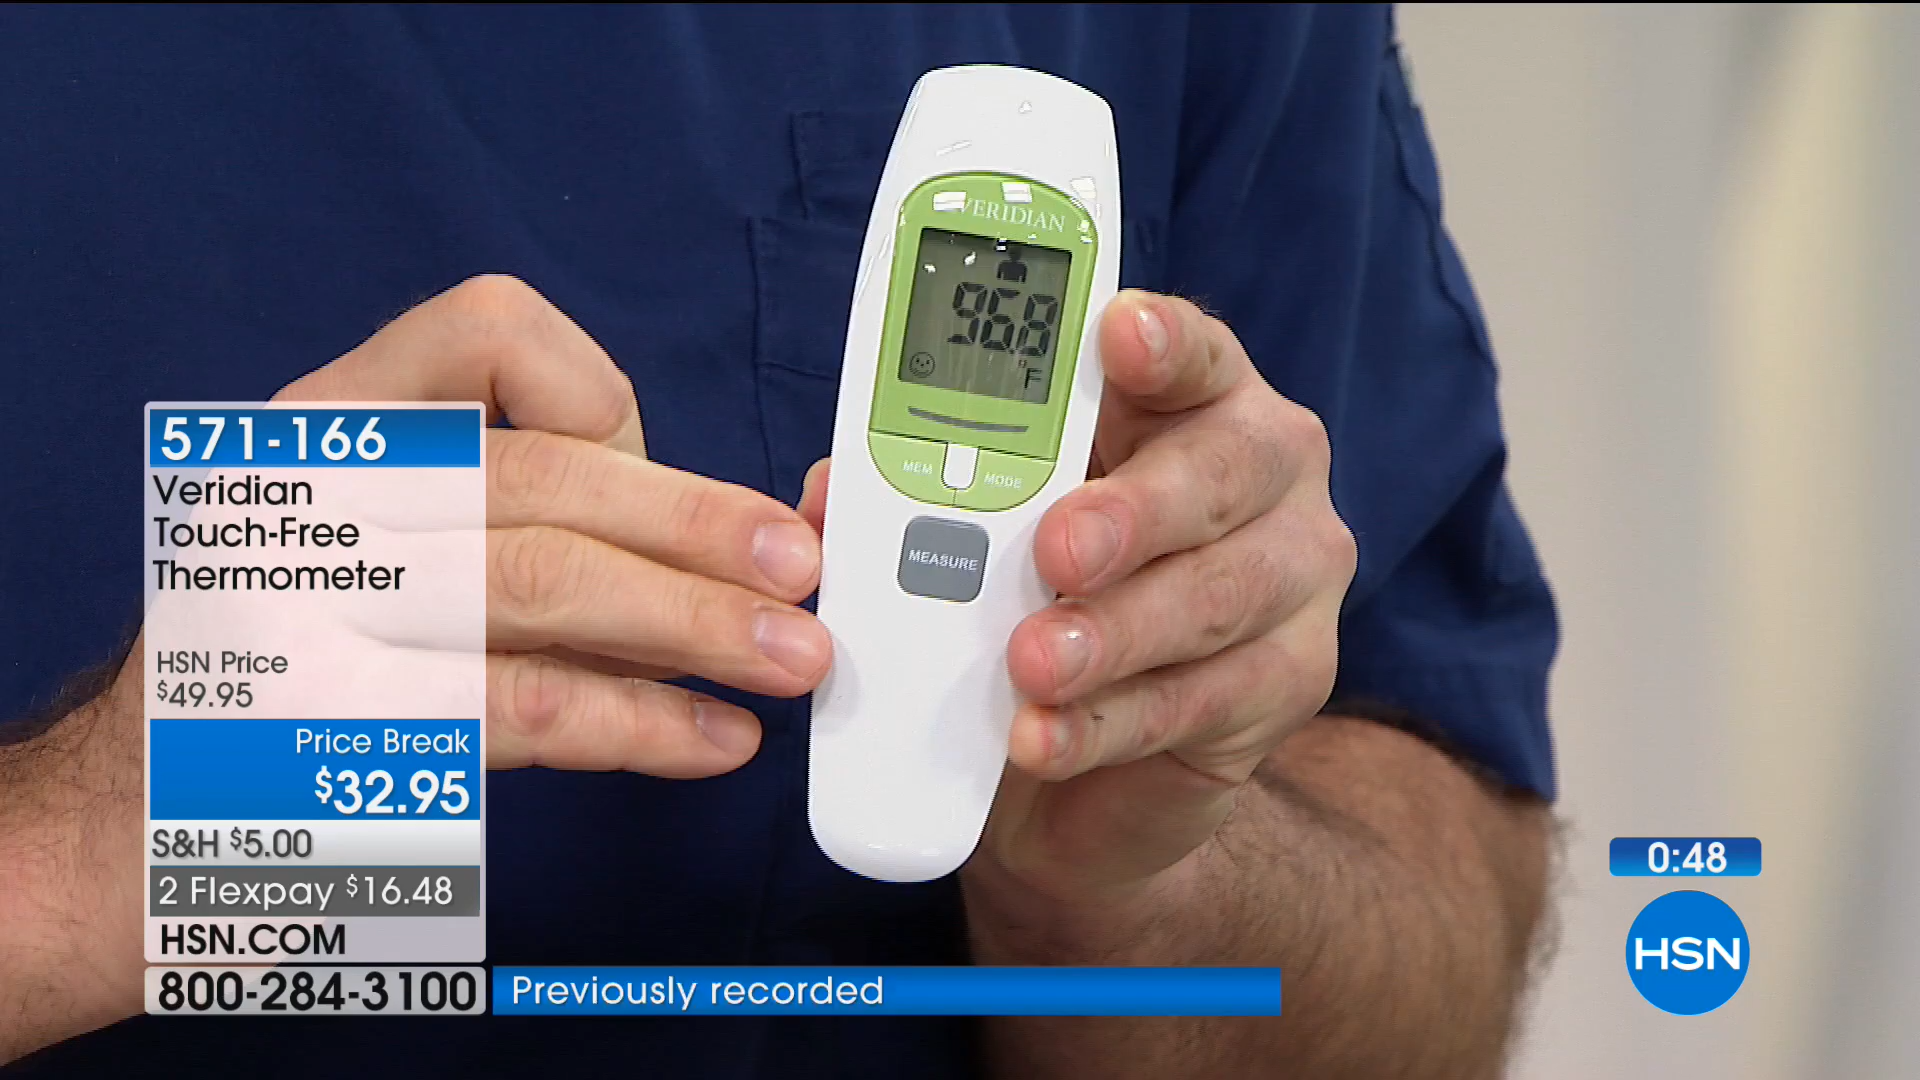 VERIDIAN
96.8
°F
MEM
MODE
MEASURE
571-166
Veridian
Touch-Free
Thermometer
HSN Price
$49.95
Price Break
$32.95
S&H $5.00
2 Flexpay $16.48
HSN.COM
800-284-3100
Previously recorded
0:48
HSN